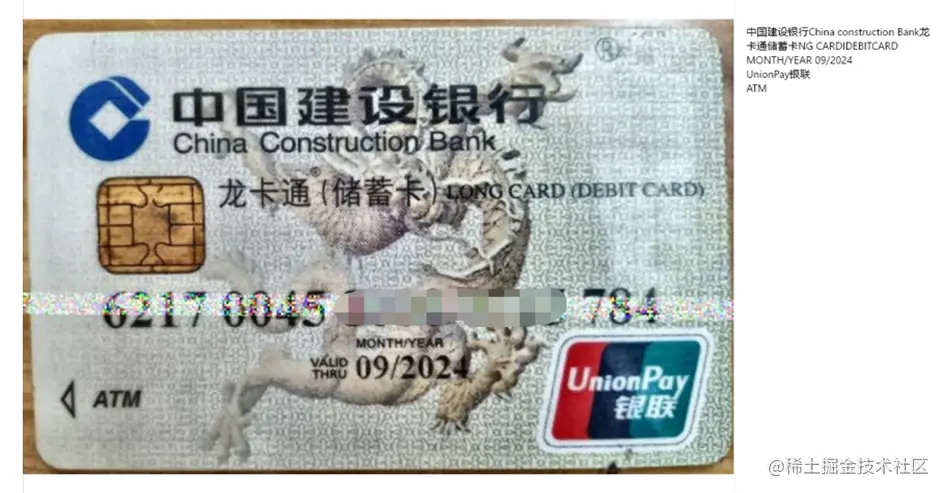 中国建设银行
China Construction Bank
龙卡通®(储蓄卡) LONG CARD (DEBIT CARD)
6217 0045 784
MONTH/YEAR
VALID THRU 09/2024
ATM
UnionPay
银联
中国建设银行China construction Bank龙
卡通储蓄卡NG CARDIDEBITCARD
MONTH/YEAR 09/2024
UnionPay银联
ATM
@稀土掘金技术社区